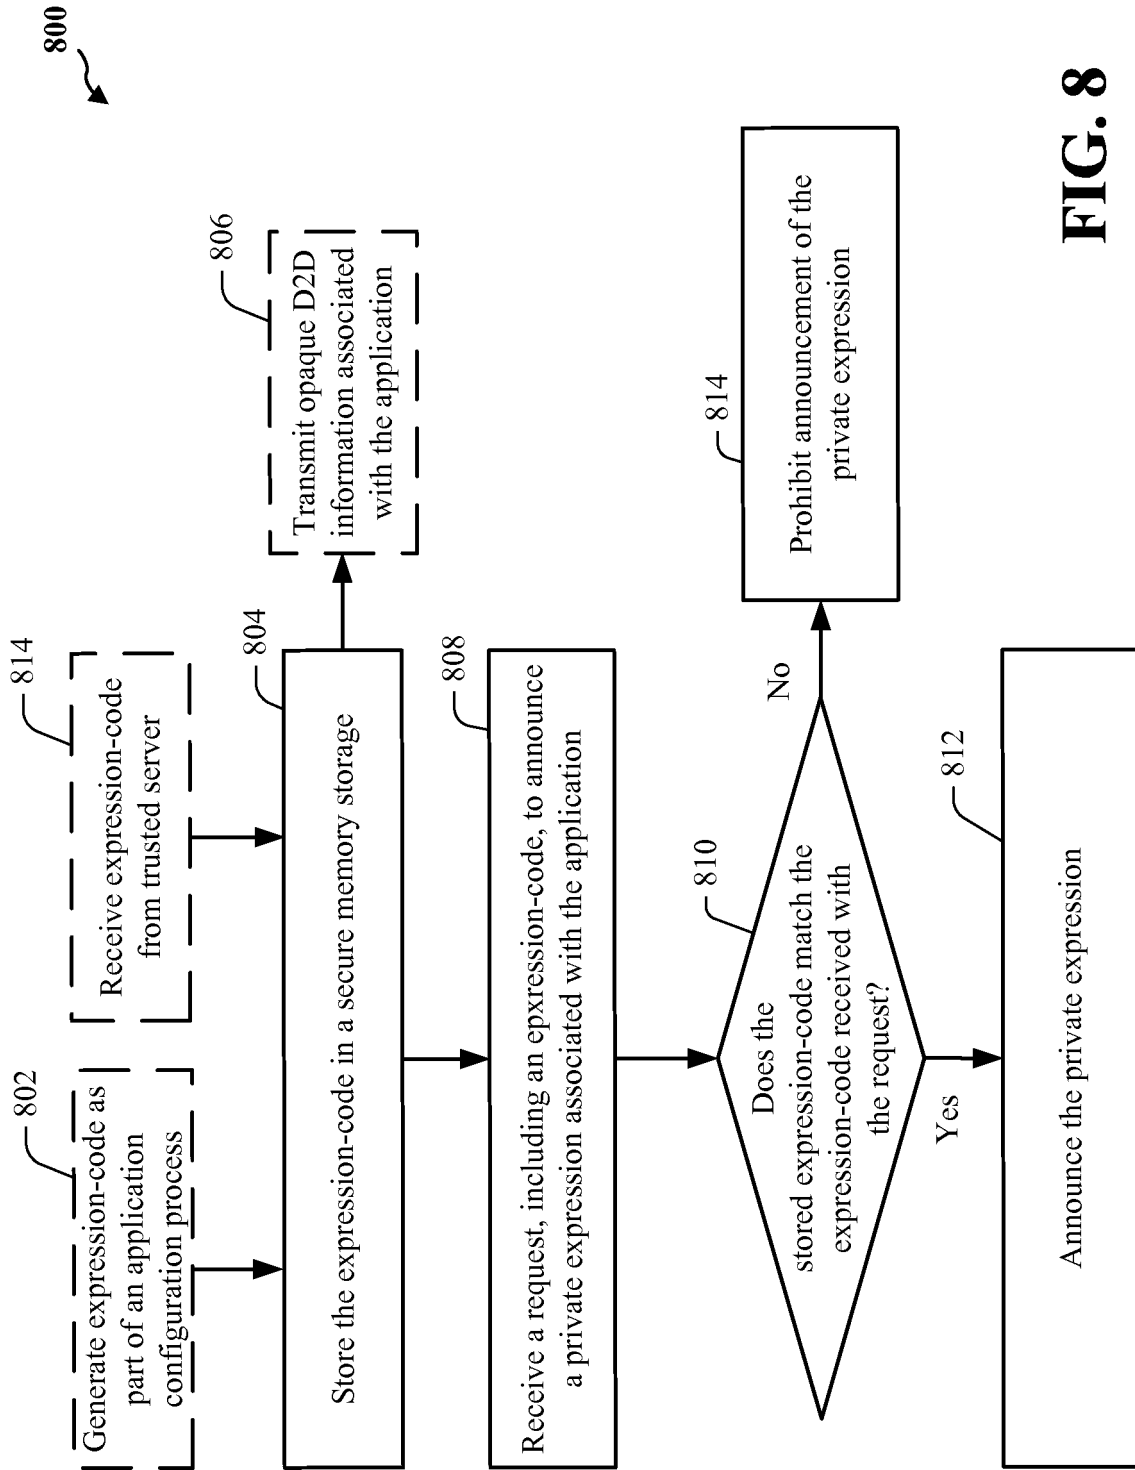 800
802
Generate expression-code as
part of an application
configuration process
814
Receive expression-code
from trusted server
804
Store the expression-code in a secure memory storage
806
Transmit opaque D2D
information associated
with the application
808
Receive a request, including an epxression-code, to announce
a private expression associated with the application
810
Does the
stored expression-code match the
expression-code received with
the request?
No
814
Prohibit announcement of the
private expression
Yes
812
Announce the private expression
FIG. 8